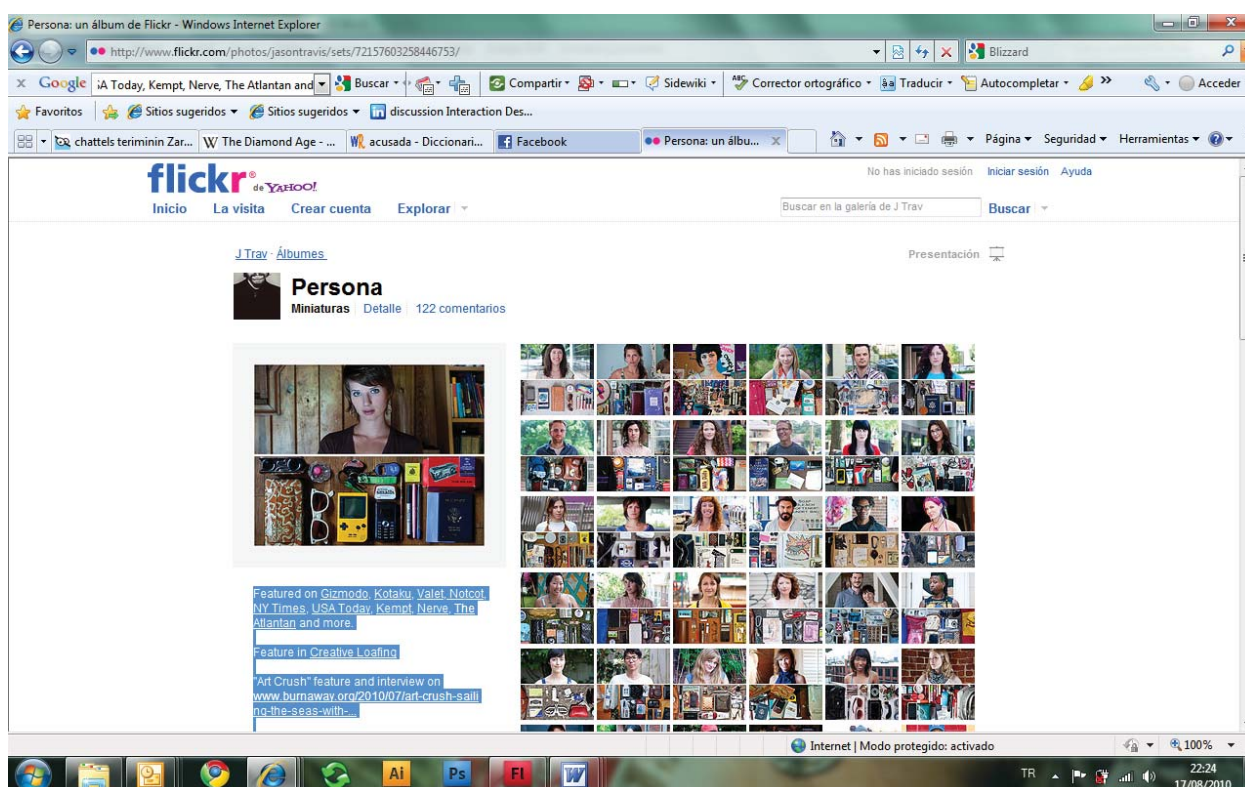 Persona: un álbum de Flickr - Windows Internet Explorer
http://www.flickr.com/photos/jasontravis/sets/72157603258446753/
Blizzard
x Google iA Today, Kempt, Nerve, The Atlantan and Buscar Compartir Sidewiki Corrector ortográfico Traducir Autocompletar » Acceder
Favoritos Sitios sugeridos Sitios sugeridos discussion Interaction Des...
chattels teriminin Zar... The Diamond Age - ... acusada - Diccionari... Facebook Persona: un álbu... x Página Seguridad Herramientas
flickr de YAHOO!
No has iniciado sesión Iniciar sesión Ayuda
Inicio La visita Crear cuenta Explorar
Buscar en la galería de J Trav Buscar
J Trav · Álbumes
Presentación
Persona
Miniaturas Detalle 122 comentarios
Featured on Gizmodo, Kotaku, Valet, Notcot,
NY Times, USA Today, Kempt, Nerve, The
Atlantan and more.
Feature in Creative Loafing
"Art Crush" feature and interview on
www.burnaway.org/2010/07/art-crush-saili
ng-the-seas-with-...
Internet | Modo protegido: activado 100%
Ai Ps Fl W
TR 22:24
17/08/2010